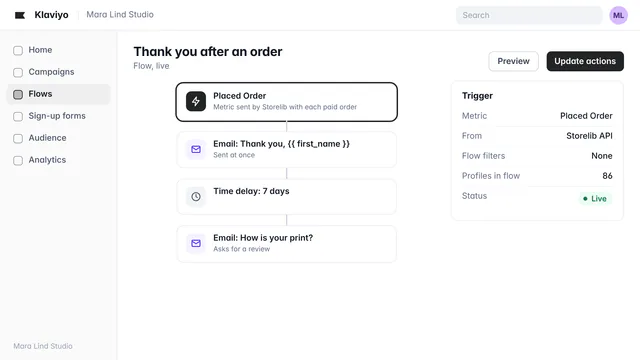 Klaviyo
Mara Lind Studio
Search
ML
Home
Campaigns
Flows
Sign-up forms
Audience
Analytics
Mara Lind Studio
Thank you after an order
Flow, live
Preview
Update actions
Placed Order
Metric sent by Storelib with each paid order
Email: Thank you, {{ first_name }}
Sent at once
Time delay: 7 days
Email: How is your print?
Asks for a review
Trigger
Metric Placed Order
From Storelib API
Flow filters None
Profiles in flow 86
Status Live